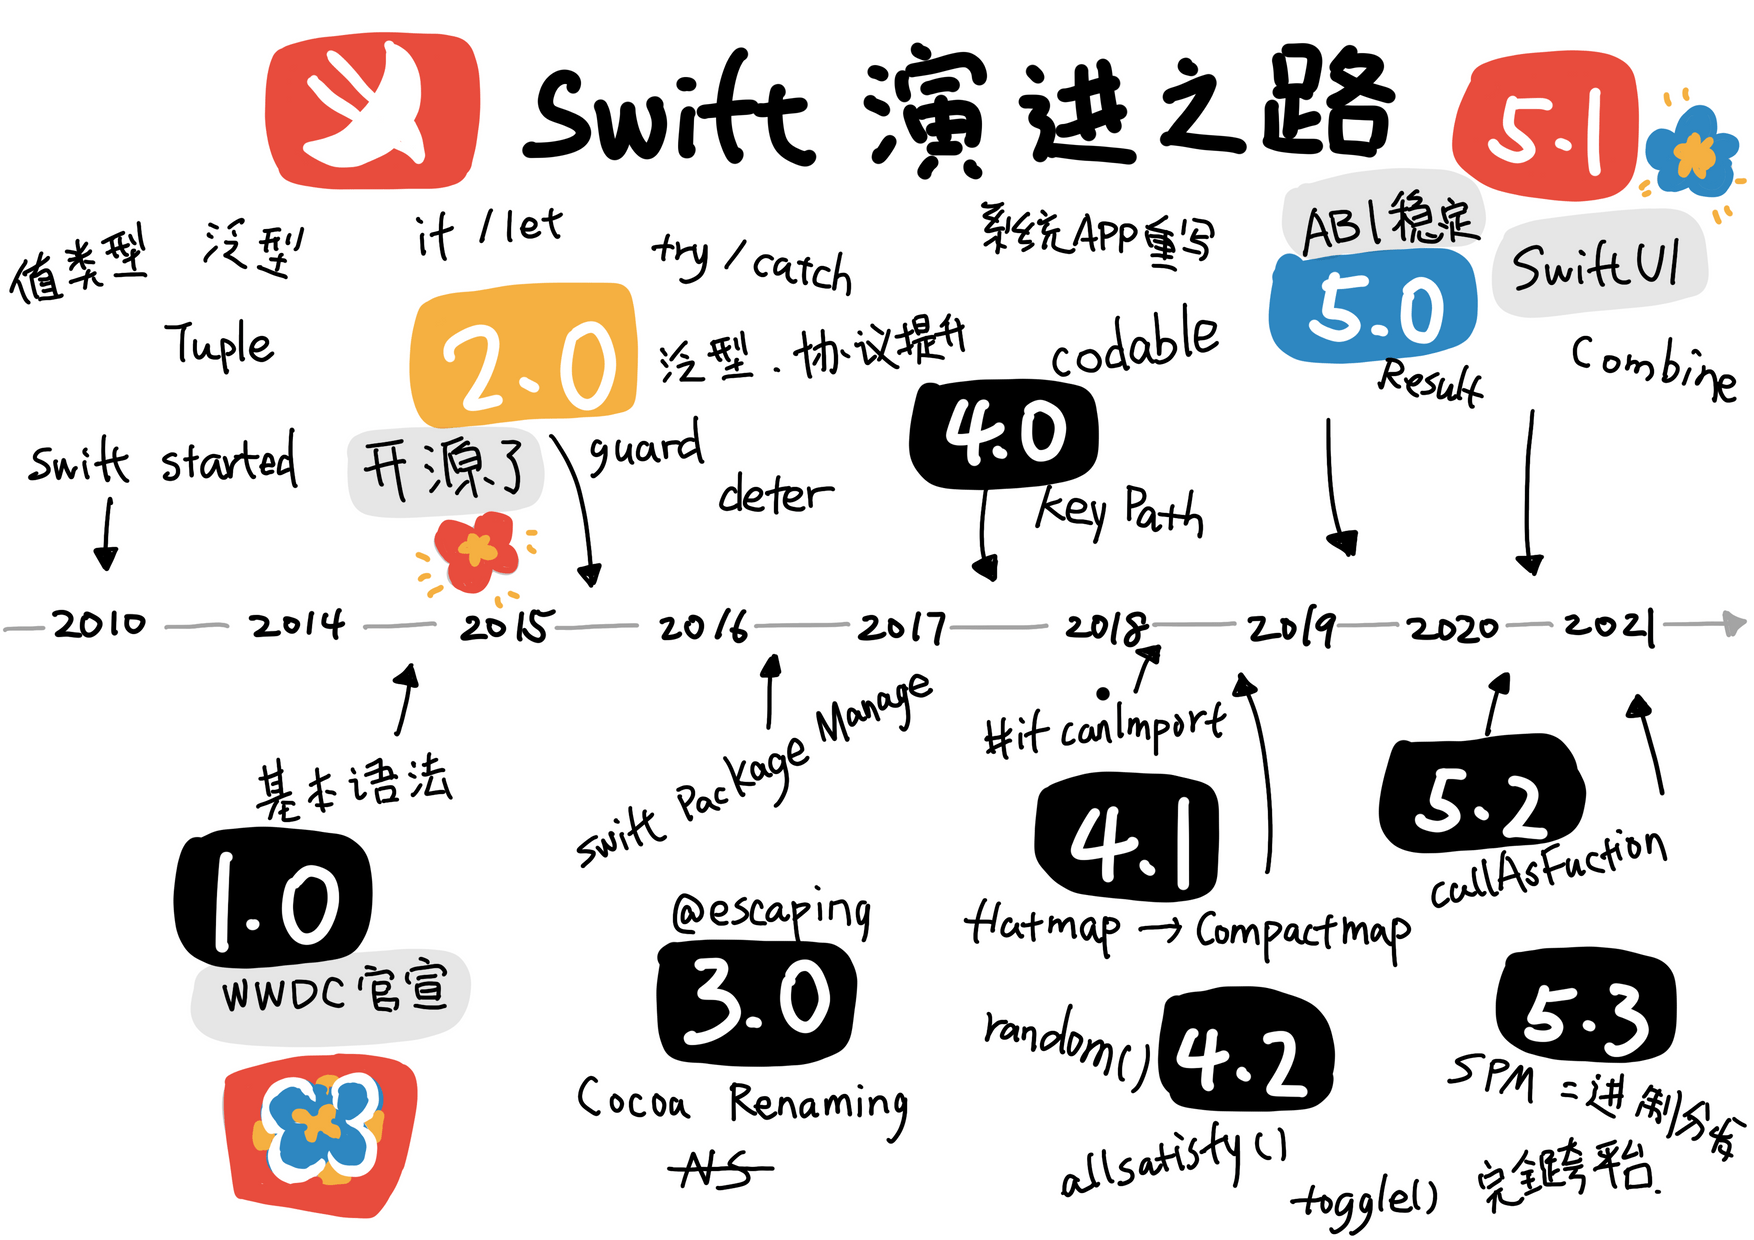 Swift 演进之路
5.1
值类型
泛型
if / let
try / catch
系统APP重写
ABI稳定
SwiftUI
Tuple
2.0
泛型.协议提升
codable
5.0
Result
Combine
Swift started
开源了
guard
deter
4.0
key Path
2010
2014
2015
2016
2017
2018
2019
2020
2021
基本语法
1.0
WWDC官宣
swift Package Manage
@escaping
3.0
Cocoa Renaming
NS
#if canImport
4.1
flatmap → Compactmap
random()
4.2
allsatisfy()
toggle()
5.2
callAsFuction
5.3
SPM 二进制分发
完全跨平台.